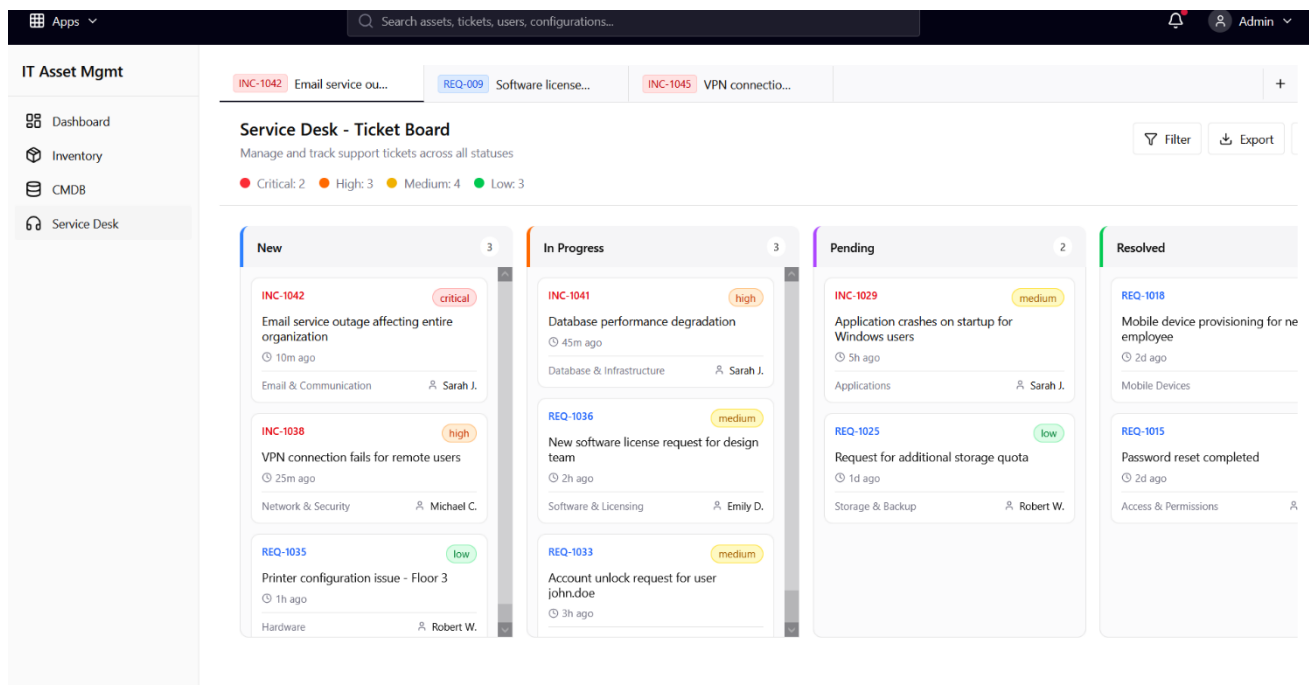 Apps
Search assets, tickets, users, configurations...
Admin
IT Asset Mgmt
Dashboard
Inventory
CMDB
Service Desk
INC-1042 Email service ou...
REQ-009 Software license...
INC-1045 VPN connectio...
+
Service Desk - Ticket Board
Manage and track support tickets across all statuses
Filter
Export
Critical: 2
High: 3
Medium: 4
Low: 3
New
3
INC-1042
critical
Email service outage affecting entire
organization
10m ago
Email & Communication
Sarah J.
INC-1038
high
VPN connection fails for remote users
25m ago
Network & Security
Michael C.
REQ-1035
low
Printer configuration issue - Floor 3
1h ago
Hardware
Robert W.
In Progress
3
INC-1041
high
Database performance degradation
45m ago
Database & Infrastructure
Sarah J.
REQ-1036
medium
New software license request for design
team
2h ago
Software & Licensing
Emily D.
REQ-1033
medium
Account unlock request for user
john.doe
3h ago
Pending
2
INC-1029
medium
Application crashes on startup for
Windows users
5h ago
Applications
Sarah J.
REQ-1025
low
Request for additional storage quota
1d ago
Storage & Backup
Robert W.
Resolved
REQ-1018
Mobile device provisioning for ne
employee
2d ago
Mobile Devices
REQ-1015
Password reset completed
2d ago
Access & Permissions